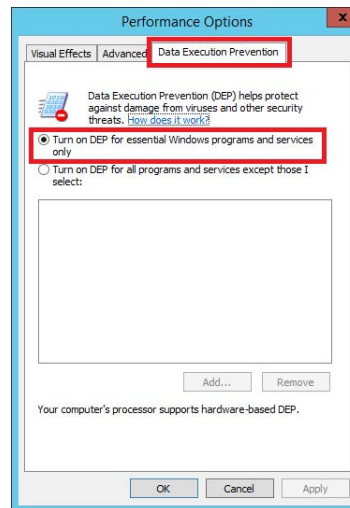 Performance Options
x
Visual Effects
Advanced
Data Execution Prevention
Data Execution Prevention (DEP) helps protect
against damage from viruses and other security
threats. How does it work?
Turn on DEP for essential Windows programs and services
only
Turn on DEP for all programs and services except those I
select:
Add...
Remove
Your computer's processor supports hardware-based DEP.
OK
Cancel
Apply